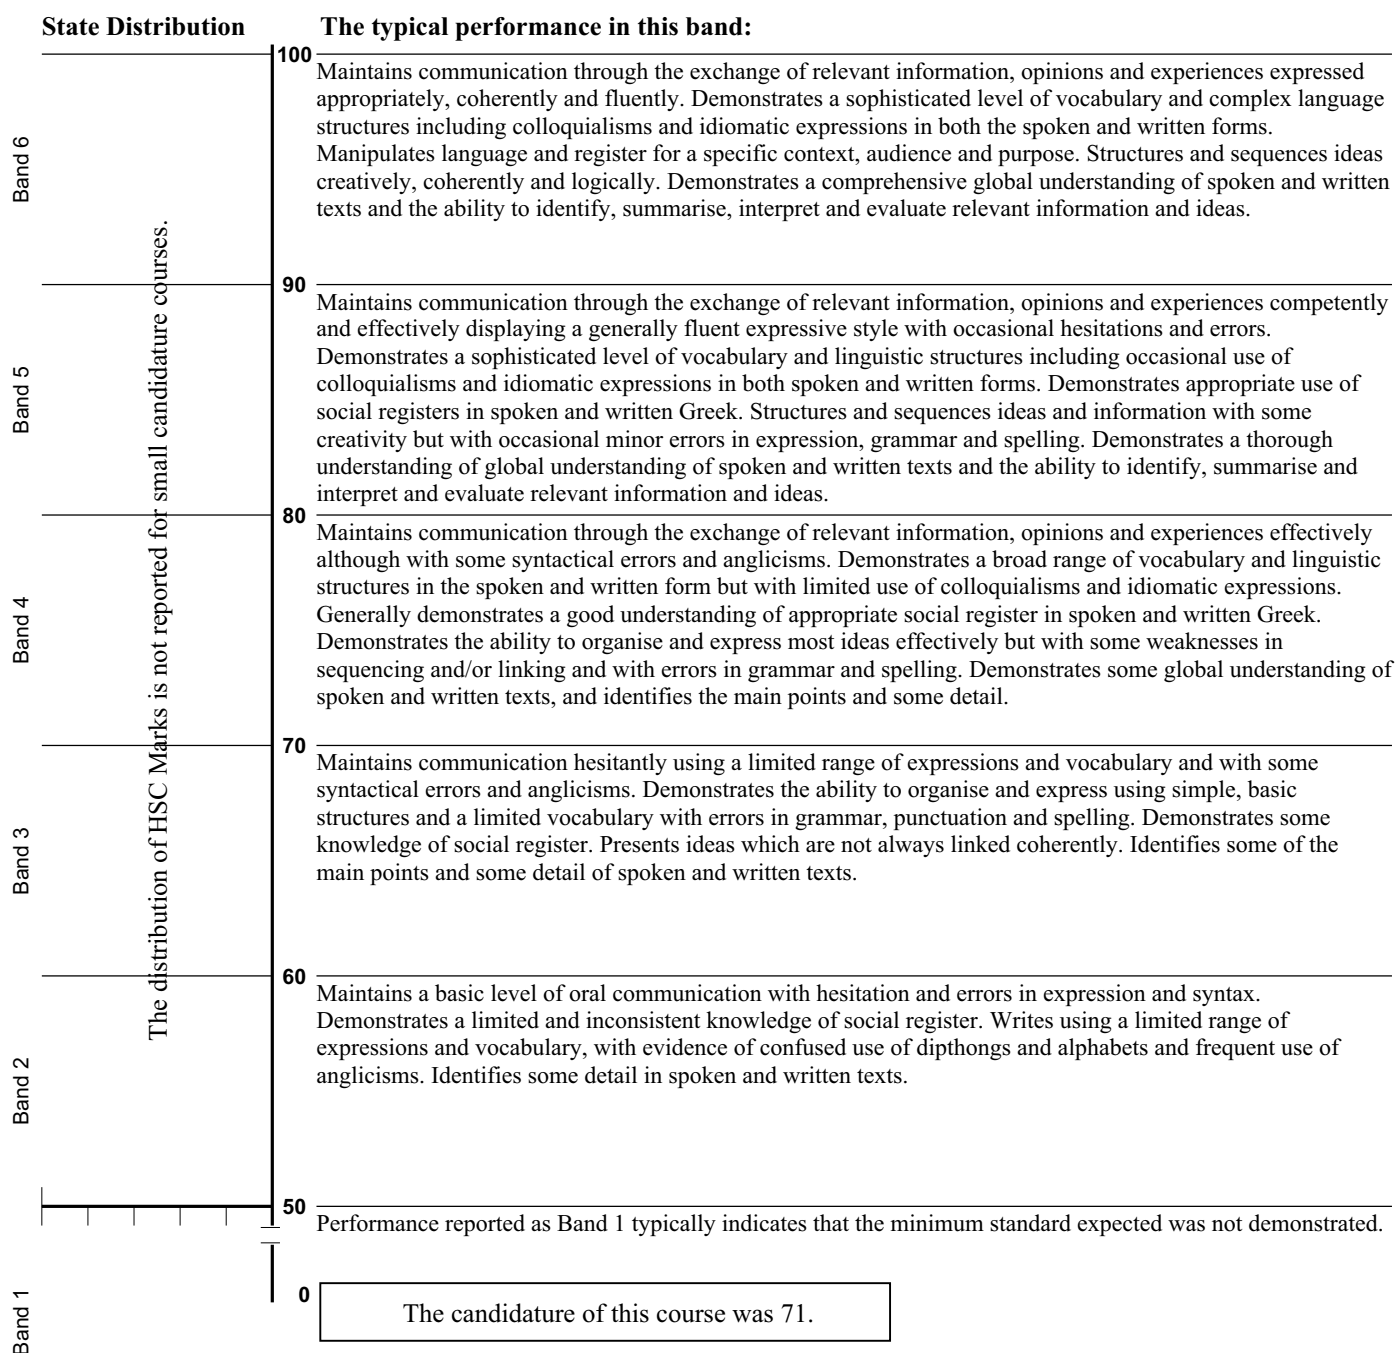 State Distribution
The typical performance in this band:
100
Band 6
Maintains communication through the exchange of relevant information, opinions and experiences expressed
appropriately, coherently and fluently. Demonstrates a sophisticated level of vocabulary and complex language
structures including colloquialisms and idiomatic expressions in both the spoken and written forms.
Manipulates language and register for a specific context, audience and purpose. Structures and sequences ideas
creatively, coherently and logically. Demonstrates a comprehensive global understanding of spoken and written
texts and the ability to identify, summarise, interpret and evaluate relevant information and ideas.
The distribution of HSC Marks is not reported for small candidature courses.
90
Band 5
Maintains communication through the exchange of relevant information, opinions and experiences competently
and effectively displaying a generally fluent expressive style with occasional hesitations and errors.
Demonstrates a sophisticated level of vocabulary and linguistic structures including occasional use of
colloquialisms and idiomatic expressions in both spoken and written forms. Demonstrates appropriate use of
social registers in spoken and written Greek. Structures and sequences ideas and information with some
creativity but with occasional minor errors in expression, grammar and spelling. Demonstrates a thorough
understanding of global understanding of spoken and written texts and the ability to identify, summarise and
interpret and evaluate relevant information and ideas.
80
Band 4
Maintains communication through the exchange of relevant information, opinions and experiences effectively
although with some syntactical errors and anglicisms. Demonstrates a broad range of vocabulary and linguistic
structures in the spoken and written form but with limited use of colloquialisms and idiomatic expressions.
Generally demonstrates a good understanding of appropriate social register in spoken and written Greek.
Demonstrates the ability to organise and express most ideas effectively but with some weaknesses in
sequencing and/or linking and with errors in grammar and spelling. Demonstrates some global understanding of
spoken and written texts, and identifies the main points and some detail.
70
Band 3
Maintains communication hesitantly using a limited range of expressions and vocabulary and with some
syntactical errors and anglicisms. Demonstrates the ability to organise and express using simple, basic
structures and a limited vocabulary with errors in grammar, punctuation and spelling. Demonstrates some
knowledge of social register. Presents ideas which are not always linked coherently. Identifies some of the
main points and some detail of spoken and written texts.
60
Band 2
Maintains a basic level of oral communication with hesitation and errors in expression and syntax.
Demonstrates a limited and inconsistent knowledge of social register. Writes using a limited range of
expressions and vocabulary, with evidence of confused use of dipthongs and alphabets and frequent use of
anglicisms. Identifies some detail in spoken and written texts.
50
Performance reported as Band 1 typically indicates that the minimum standard expected was not demonstrated.
0
Band 1
The candidature of this course was 71.